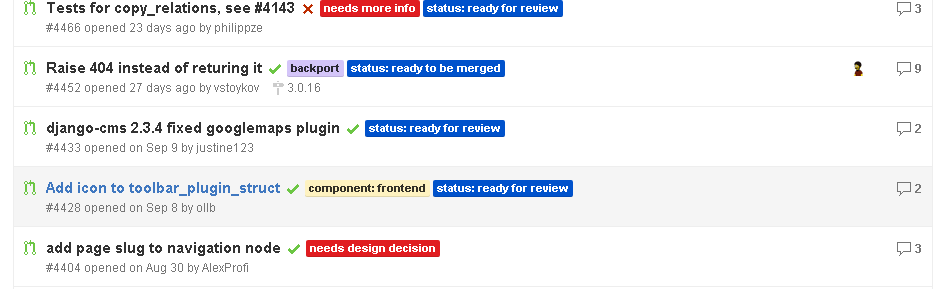 Tests for copy_relations, see #4143 needs more info status: ready for review 3
#4466 opened 23 days ago by philippze
Raise 404 instead of returing it backport status: ready to be merged 9
#4452 opened 27 days ago by vstoykov 3.0.16
django-cms 2.3.4 fixed googlemaps plugin status: ready for review 2
#4433 opened on Sep 9 by justine123
Add icon to toolbar_plugin_struct component: frontend status: ready for review 2
#4428 opened on Sep 8 by ollb
add page slug to navigation node needs design decision 3
#4404 opened on Aug 30 by AlexProfi